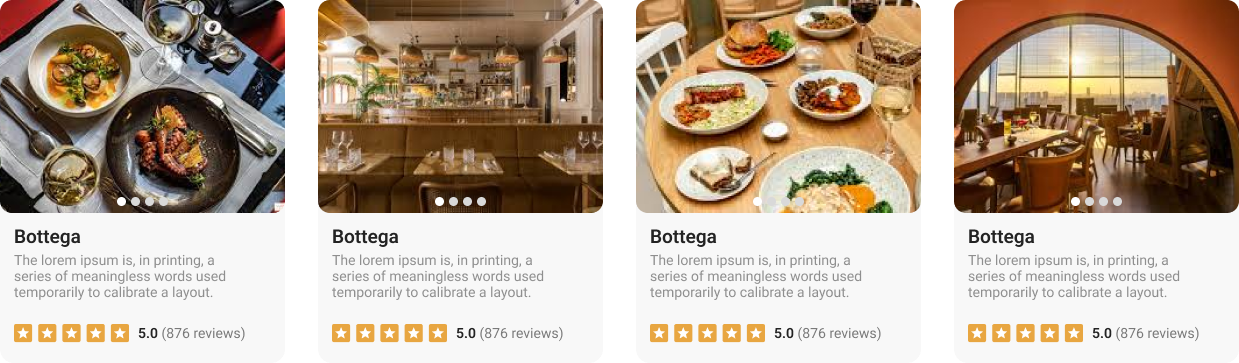 Bottega
The lorem ipsum is, in printing, a
series of meaningless words used
temporarily to calibrate a layout.
5.0 (876 reviews)
Bottega
The lorem ipsum is, in printing, a
series of meaningless words used
temporarily to calibrate a layout.
5.0 (876 reviews)
Bottega
The lorem ipsum is, in printing, a
series of meaningless words used
temporarily to calibrate a layout.
5.0 (876 reviews)
Bottega
The lorem ipsum is, in printing, a
series of meaningless words used
temporarily to calibrate a layout.
5.0 (876 reviews)